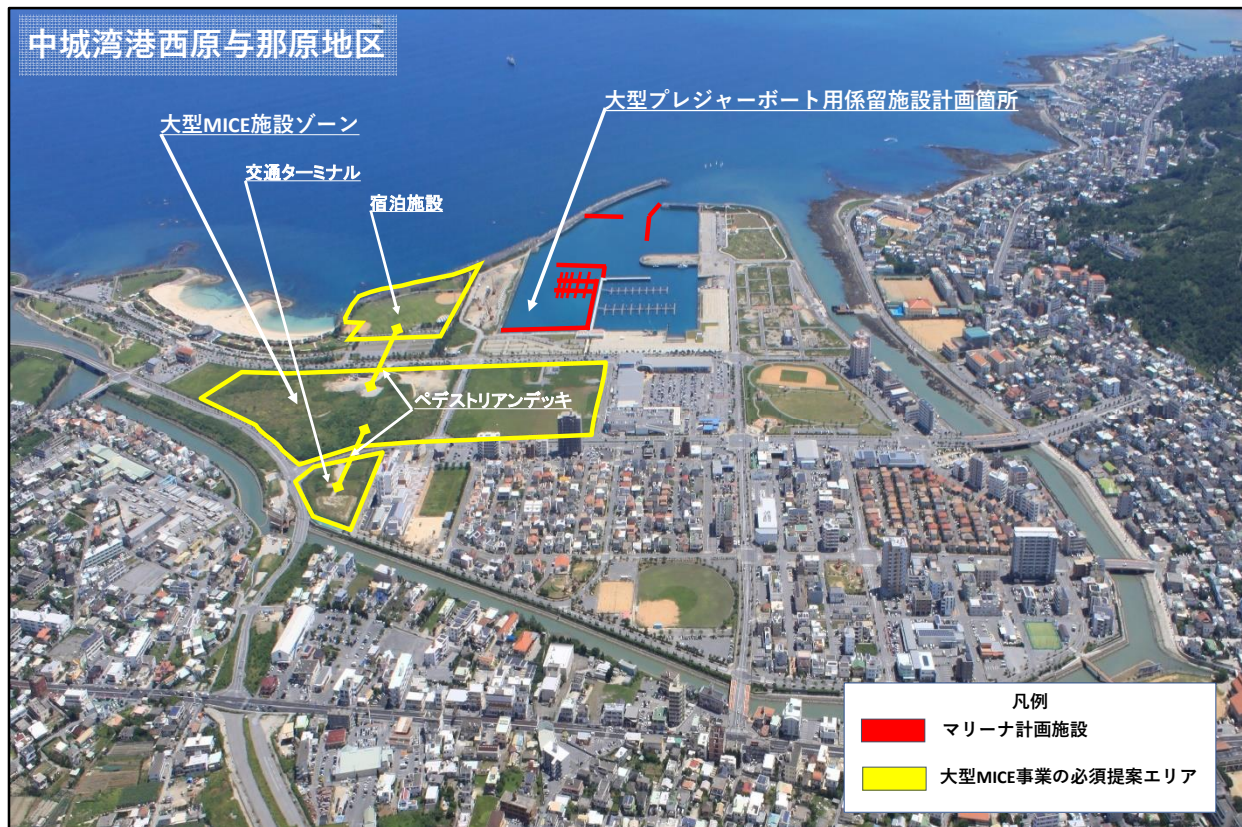 中城湾港西原与那原地区
大型プレジャーボート用係留施設計画箇所
大型MICE施設ゾーン
交通ターミナル
宿泊施設
ペデストリアンデッキ
凡例
マリーナ計画施設
大型MICE事業の必須提案エリア